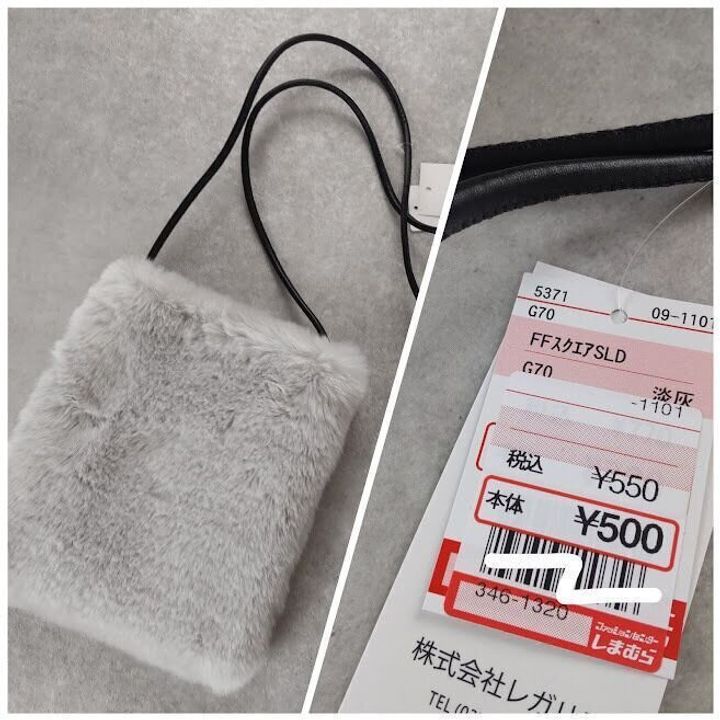 5371
09-1101
G70
FFスクエアSLD
G70
淡灰
-1101
税込 ¥550
本体 ¥500
346-1320
ファッションセンター
しまむら
株式会社レガリ
TEL(03